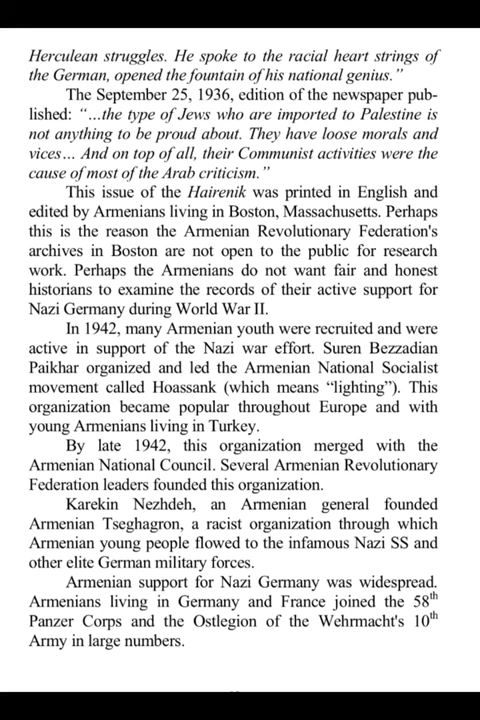 Herculean struggles. He spoke to the racial heart strings of
the German, opened the fountain of his national genius.”
The September 25, 1936, edition of the newspaper pub-
lished: “…the type of Jews who are imported to Palestine is
not anything to be proud about. They have loose morals and
vices… And on top of all, their Communist activities were the
cause of most of the Arab criticism.”
This issue of the Hairenik was printed in English and
edited by Armenians living in Boston, Massachusetts. Perhaps
this is the reason the Armenian Revolutionary Federation's
archives in Boston are not open to the public for research
work. Perhaps the Armenians do not want fair and honest
historians to examine the records of their active support for
Nazi Germany during World War II.
In 1942, many Armenian youth were recruited and were
active in support of the Nazi war effort. Suren Bezzadian
Paikhar organized and led the Armenian National Socialist
movement called Hoassank (which means “lighting”). This
organization became popular throughout Europe and with
young Armenians living in Turkey.
By late 1942, this organization merged with the
Armenian National Council. Several Armenian Revolutionary
Federation leaders founded this organization.
Karekin Nezhdeh, an Armenian general founded
Armenian Tseghagron, a racist organization through which
Armenian young people flowed to the infamous Nazi SS and
other elite German military forces.
Armenian support for Nazi Germany was widespread.
Armenians living in Germany and France joined the 58th
Panzer Corps and the Ostlegion of the Wehrmacht's 10th
Army in large numbers.